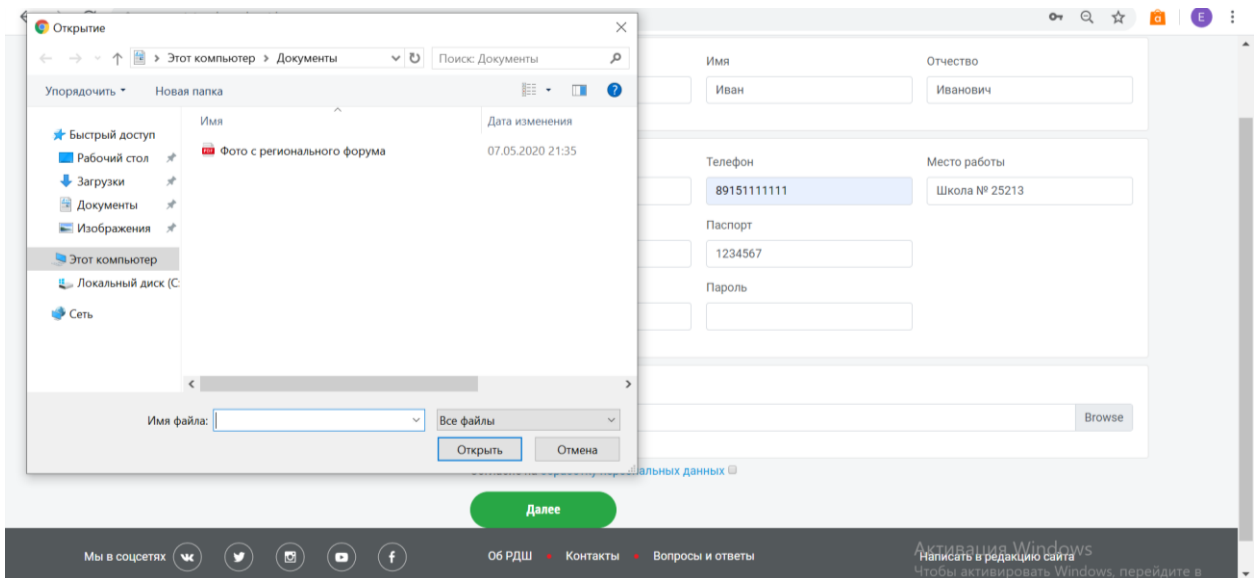 Открытие
Этот компьютер > Документы
Поиск: Документы
Упорядочить
Новая папка
Имя
Дата изменения
Быстрый доступ
Рабочий стол
Загрузки
Документы
Изображения
Этот компьютер
Локальный диск (C:
Сеть
Фото с регионального форума
07.05.2020 21:35
Имя файла:
Все файлы
Открыть
Отмена
E
Имя
Отчество
Иван
Иванович
Телефон
Место работы
89151111111
Школа № 25213
Паспорт
1234567
Пароль
Browse
персональных данных
Далее
Мы в соцсетях
Об РДШ
Контакты
Вопросы и ответы
Написать в редакцию сайта
Активация Windows
Чтобы активировать Windows, перейдите в